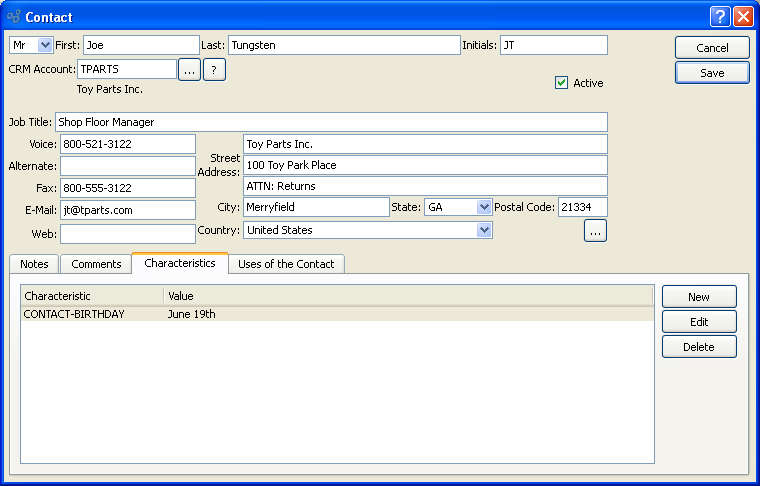 Contact
Mr First: Joe Last: Tungsten Initials: JT Cancel
CRM Account: TPARTS ... ? Save
Toy Parts Inc. Active
Job Title: Shop Floor Manager
Voice: 800-521-3122 Toy Parts Inc.
Alternate: Street Address: 100 Toy Park Place
Fax: 800-555-3122 ATTN: Returns
E-Mail: jt@tparts.com City: Merryfield State: GA Postal Code: 21334
Web: Country: United States ...
Notes Comments Characteristics Uses of the Contact
Characteristic Value New
CONTACT-BIRTHDAY June 19th Edit
Delete